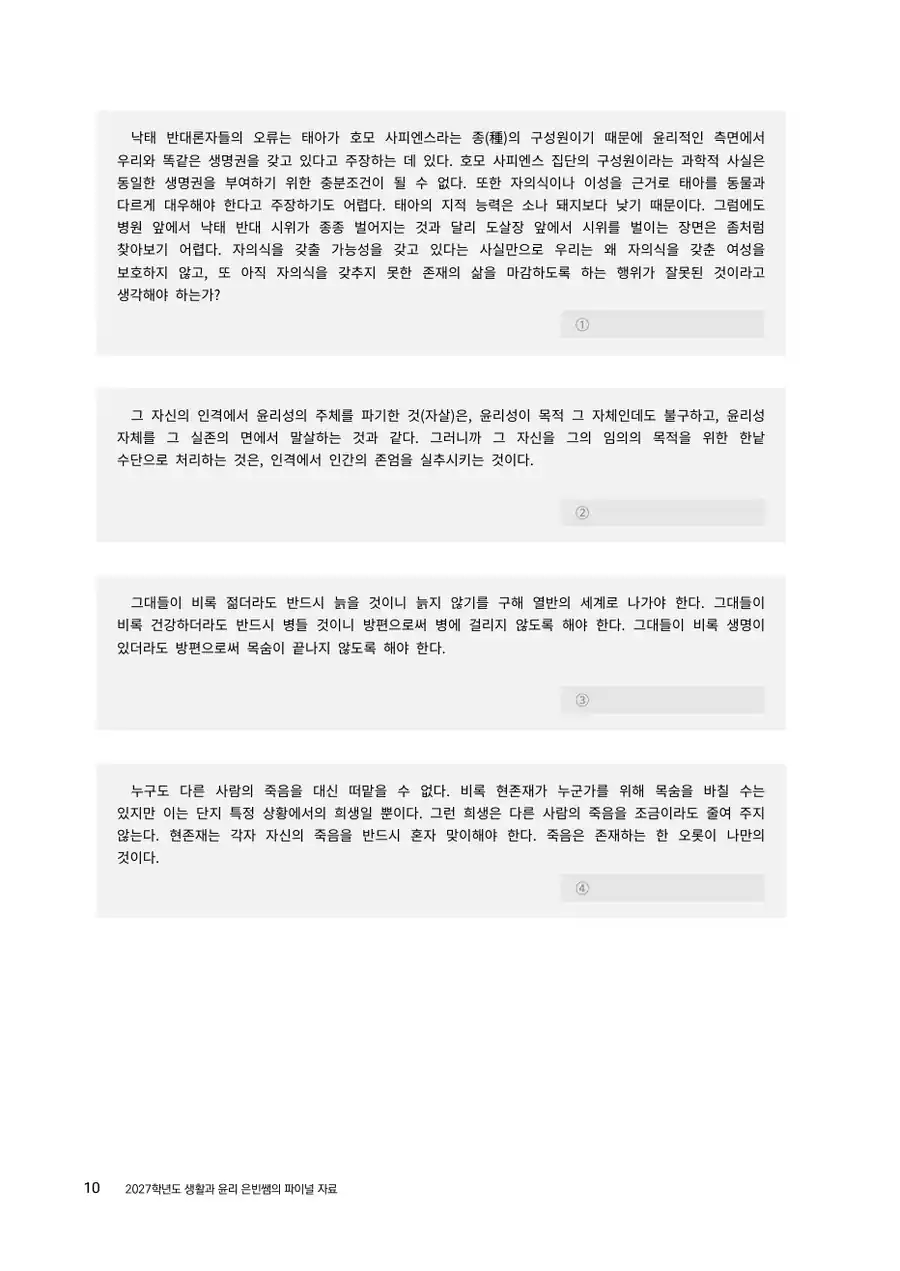 낙태 반대론자들의 오류는 태아가 호모 사피엔스라는 종(種)의 구성원이기 때문에 윤리적인 측면에서
우리와 똑같은 생명권을 갖고 있다고 주장하는 데 있다. 호모 사피엔스 집단의 구성원이라는 과학적 사실은
동일한 생명권을 부여하기 위한 충분조건이 될 수 없다. 또한 자의식이나 이성을 근거로 태아를 동물과
다르게 대우해야 한다고 주장하기도 어렵다. 태아의 지적 능력은 소나 돼지보다 낮기 때문이다. 그럼에도
병원 앞에서 낙태 반대 시위가 종종 벌어지는 것과 달리 도살장 앞에서 시위를 벌이는 장면은 좀처럼
찾아보기 어렵다. 자의식을 갖출 가능성을 갖고 있다는 사실만으로 우리는 왜 자의식을 갖춘 여성을
보호하지 않고, 또 아직 자의식을 갖추지 못한 존재의 삶을 마감하도록 하는 행위가 잘못된 것이라고
생각해야 하는가?
①
그 자신의 인격에서 윤리성의 주체를 파기한 것(자살)은, 윤리성이 목적 그 자체인데도 불구하고, 윤리성
자체를 그 실존의 면에서 말살하는 것과 같다. 그러니까 그 자신을 그의 임의의 목적을 위한 한낱
수단으로 처리하는 것은, 인격에서 인간의 존엄을 실추시키는 것이다.
②
그대들이 비록 젊더라도 반드시 늙을 것이니 늙지 않기를 구해 열반의 세계로 나가야 한다. 그대들이
비록 건강하더라도 반드시 병들 것이니 방편으로써 병에 걸리지 않도록 해야 한다. 그대들이 비록 생명이
있더라도 방편으로써 목숨이 끝나지 않도록 해야 한다.
③
누구도 다른 사람의 죽음을 대신 떠맡을 수 없다. 비록 현존재가 누군가를 위해 목숨을 바칠 수는
있지만 이는 단지 특정 상황에서의 희생일 뿐이다. 그런 희생은 다른 사람의 죽음을 조금이라도 줄여 주지
않는다. 현존재는 각자 자신의 죽음을 반드시 혼자 맞이해야 한다. 죽음은 존재하는 한 오롯이 나만의
것이다.
④
10 2027학년도 생활과 윤리 은빈쌤의 파이널 자료